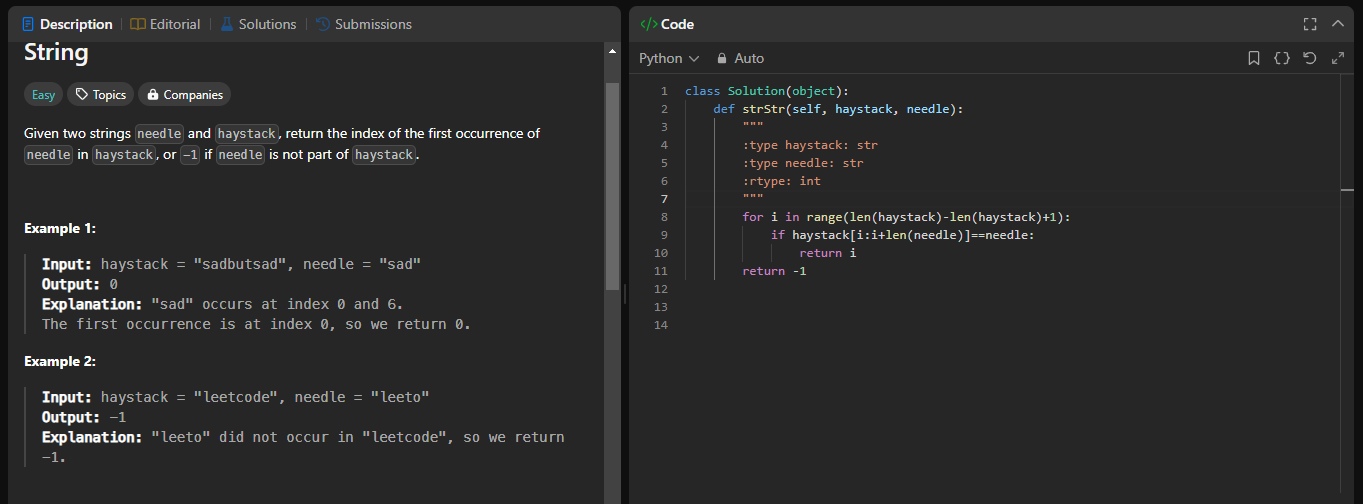 Description | Editorial | Solutions | Submissions
String
Easy Topics Companies
Given two strings needle and haystack, return the index of the first occurrence of
needle in haystack, or -1 if needle is not part of haystack.
Example 1:
Input: haystack = "sadbutsad", needle = "sad"
Output: 0
Explanation: "sad" occurs at index 0 and 6.
The first occurrence is at index 0, so we return 0.
Example 2:
Input: haystack = "leetcode", needle = "leeto"
Output: -1
Explanation: "leeto" did not occur in "leetcode", so we return
-1.
</> Code
Python Auto
1 class Solution(object):
2     def strStr(self, haystack, needle):
3         """
4         :type haystack: str
5         :type needle: str
6         :rtype: int
7         """
8         for i in range(len(haystack)-len(haystack)+1):
9             if haystack[i:i+len(needle)]==needle:
10                 return i
11         return -1
12
13
14